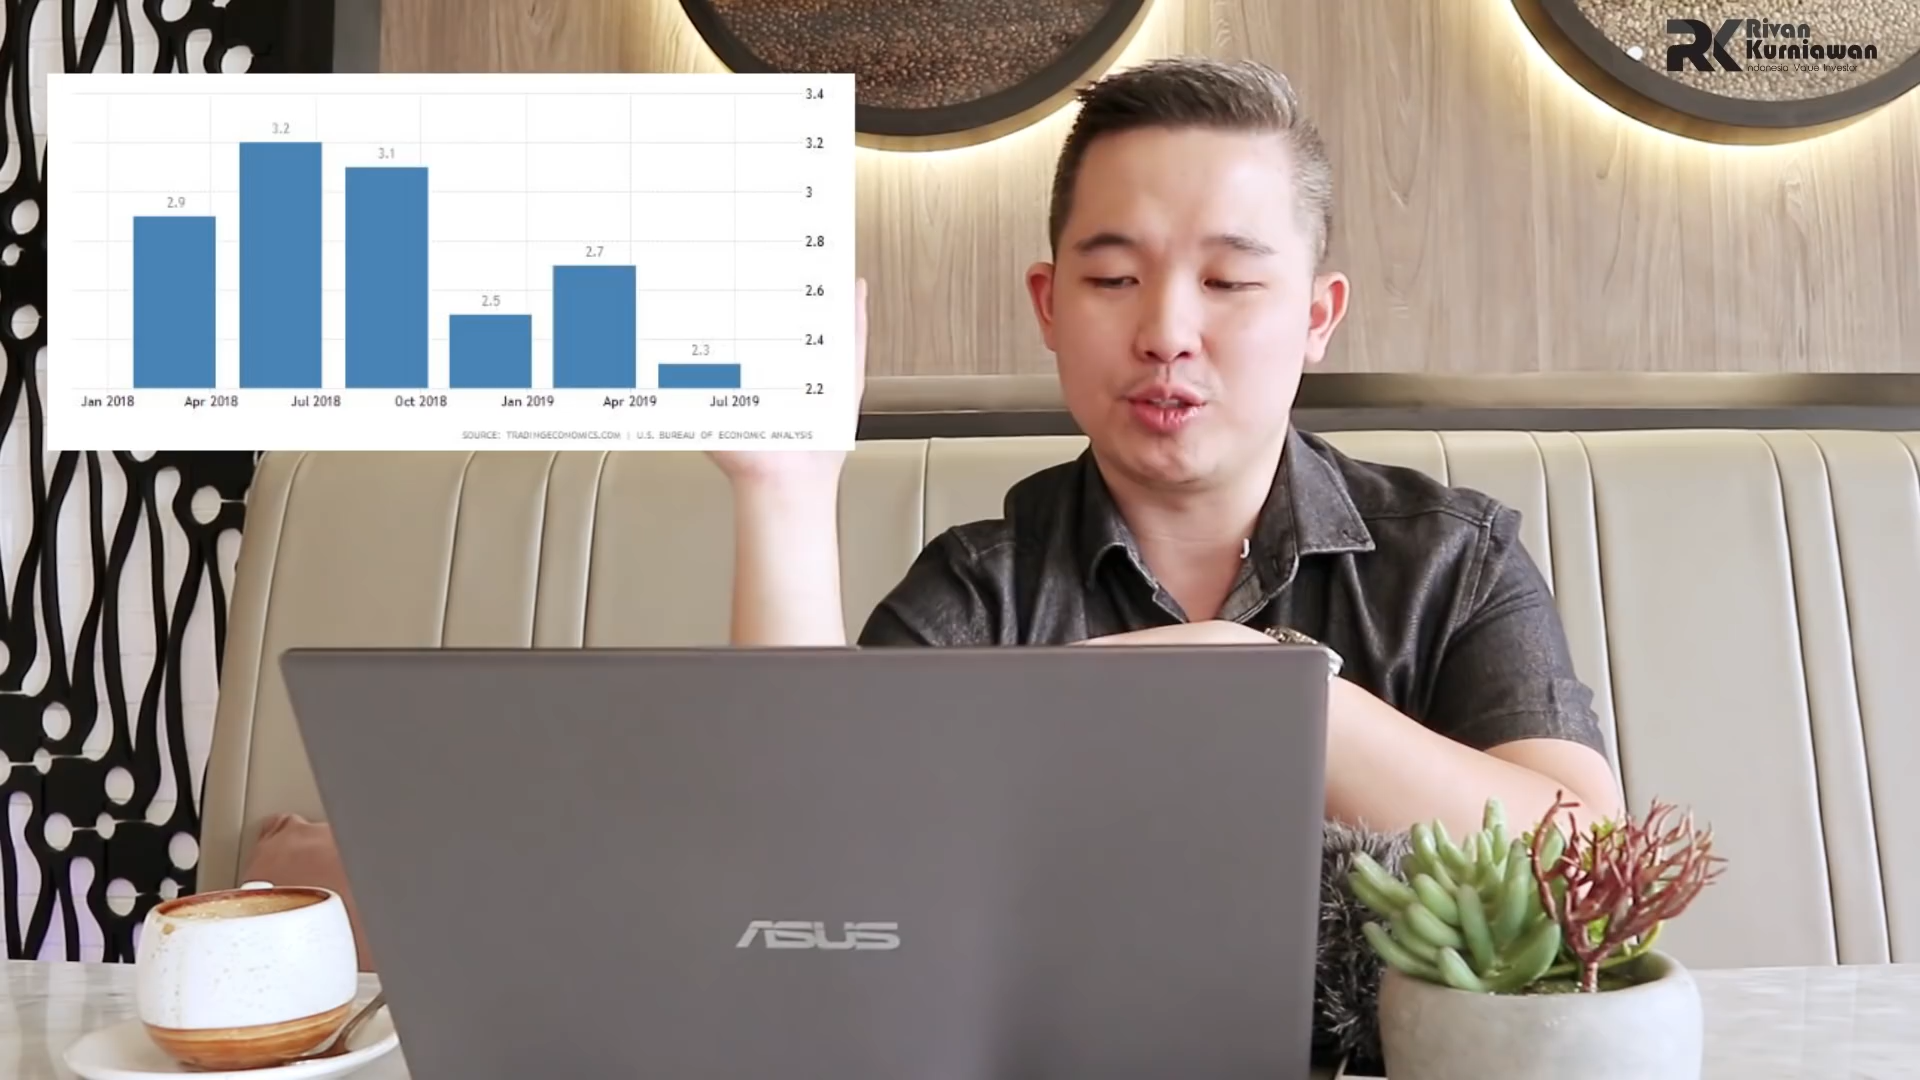 Rivan
RK Kurniawan
Indonesia Value Investor
3.4
3.2
3.2
3.1
3
2.9
2.8
2.7
2.6
2.5
2.4
2.3
2.2
Jan 2018 Apr 2018 Jul 2018 Oct 2018 Jan 2019 Apr 2019 Jul 2019
SOURCE: TRADINGECONOMICS.COM | U.S. BUREAU OF ECONOMIC ANALYSIS
ASUS